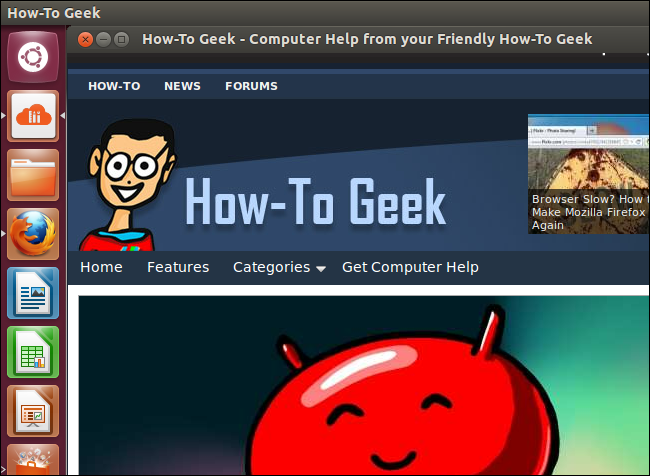 How-To Geek
How-To Geek - Computer Help from your Friendly How-To Geek
HOW-TO NEWS FORUMS
How-To Geek
Browser Slow? How
Make Mozilla Firefox
Again
Home Features Categories Get Computer Help